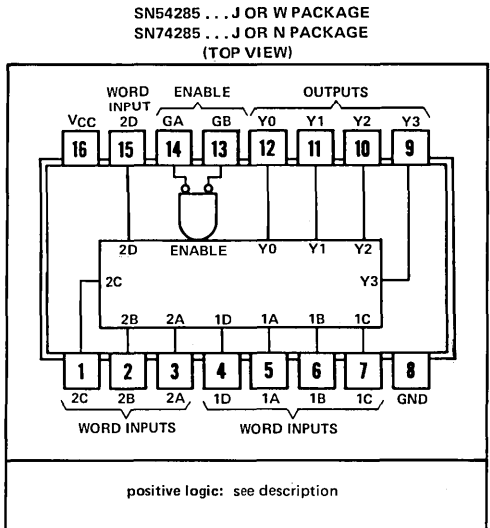 SN54285 ... J OR W PACKAGE
SN74285 ... J OR N PACKAGE
(TOP VIEW)
WORD INPUT ENABLE OUTPUTS
VCC 2D GA GB Y0 Y1 Y2 Y3
16 15 14 13 12 11 10 9
2D ENABLE Y0 Y1 Y2
2C Y3
2B 2A 1D 1A 1B 1C
1 2 3 4 5 6 7 8
2C 2B 2A 1D 1A 1B 1C GND
WORD INPUTS WORD INPUTS
positive logic: see description